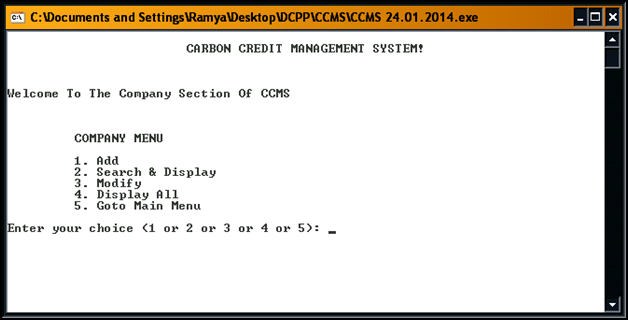 C:\Documents and Settings\Ramya\Desktop\DCPP\CCMS\CCMS 24.01.2014.exe
CARBON CREDIT MANAGEMENT SYSTEM!
Welcome To The Company Section Of CCMS
COMPANY MENU
1. Add
2. Search & Display
3. Modify
4. Display All
5. Goto Main Menu
Enter your choice (1 or 2 or 3 or 4 or 5): _